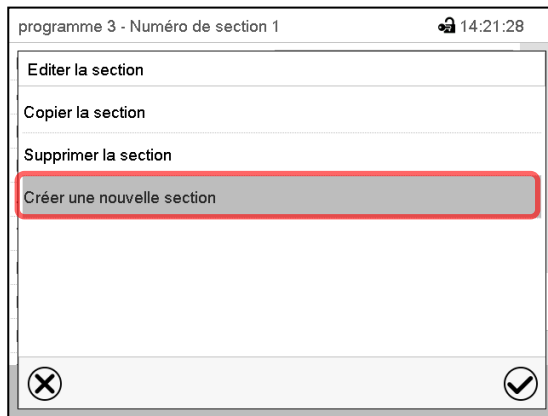 programme 3 - Numéro de section 1 14:21:28
Editer la section
Copier la section
Supprimer la section
Créer une nouvelle section